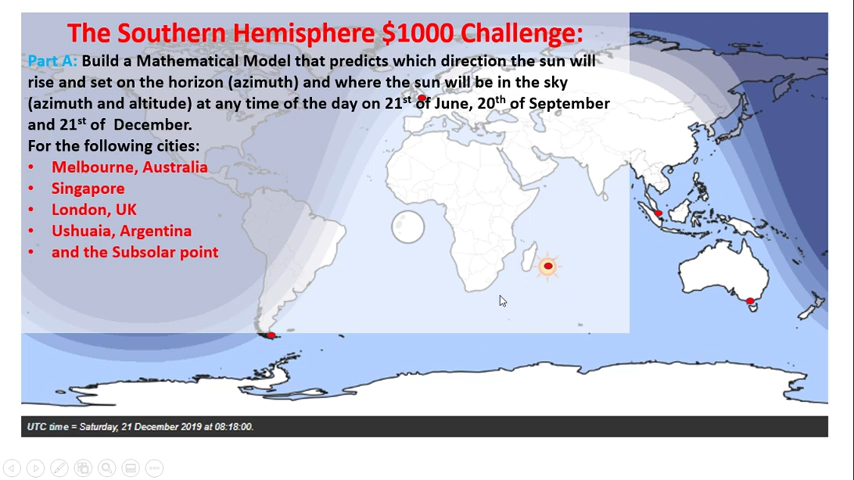 The Southern Hemisphere $1000 Challenge:
Part A: Build a Mathematical Model that predicts which direction the sun will
rise and set on the horizon (azimuth) and where the sun will be in the sky
(azimuth and altitude) at any time of the day on 21st of June, 20th of September
and 21st of December.
For the following cities:
• Melbourne, Australia
• Singapore
• London, UK
• Ushuaia, Argentina
• and the Subsolar point
UTC time = Saturday, 21 December 2019 at 08:18:00.